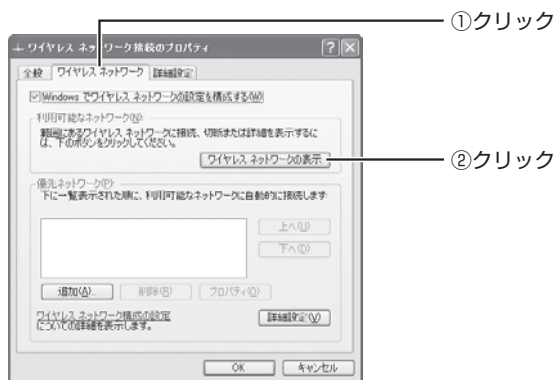 ①クリック
ワイヤレス ネットワーク接続のプロパティ
全般 ワイヤレス ネットワーク 詳細設定
Windows でワイヤレス ネットワークの設定を構成する(W)
利用可能なネットワーク(N):
範囲にあるワイヤレス ネットワークに接続、切断または詳細を表示するに
は、下のボタンをクリックしてください。
ワイヤレス ネットワークの表示
②クリック
優先ネットワーク(P):
下に一覧表示された順に、利用可能なネットワークに自動的に接続します:
上へ(U)
下へ(D)
追加(A)... 削除(R) プロパティ(O)
ワイヤレス ネットワーク構成の設定
についての詳細を表示します。
詳細設定(V)
OK キャンセル